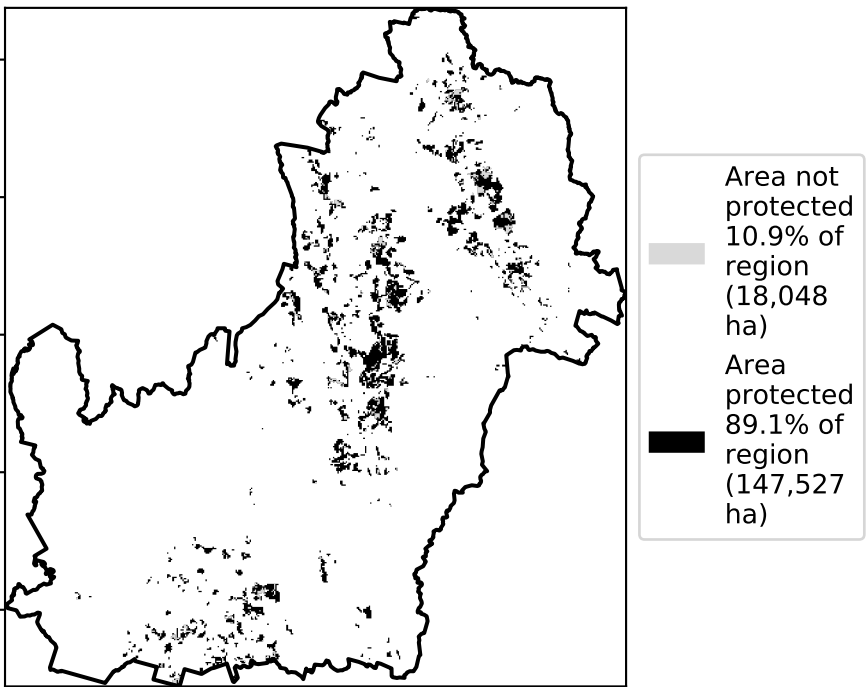 Area not
protected
10.9% of
region
(18,048
ha)
Area
protected
89.1% of
region
(147,527
ha)